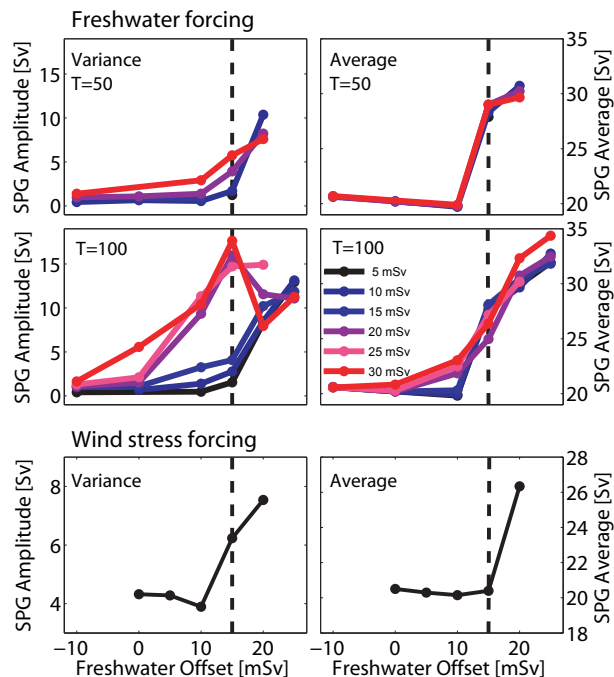 Freshwater forcing
Variance
T=50
Average
T=50
SPG Amplitude [Sv]
15
10
5
0
SPG Average [Sv]
35
30
25
20
T=100
T=100
5 mSv
10 mSv
15 mSv
20 mSv
25 mSv
30 mSv
SPG Amplitude [Sv]
15
10
5
0
SPG Average [Sv]
35
30
25
20
Wind stress forcing
Variance
Average
SPG Amplitude [Sv]
8
6
4
SPG Average [Sv]
28
26
24
22
20
18
−10 0 10 20
−10 0 10 20
Freshwater Offset [mSv]
Freshwater Offset [mSv]